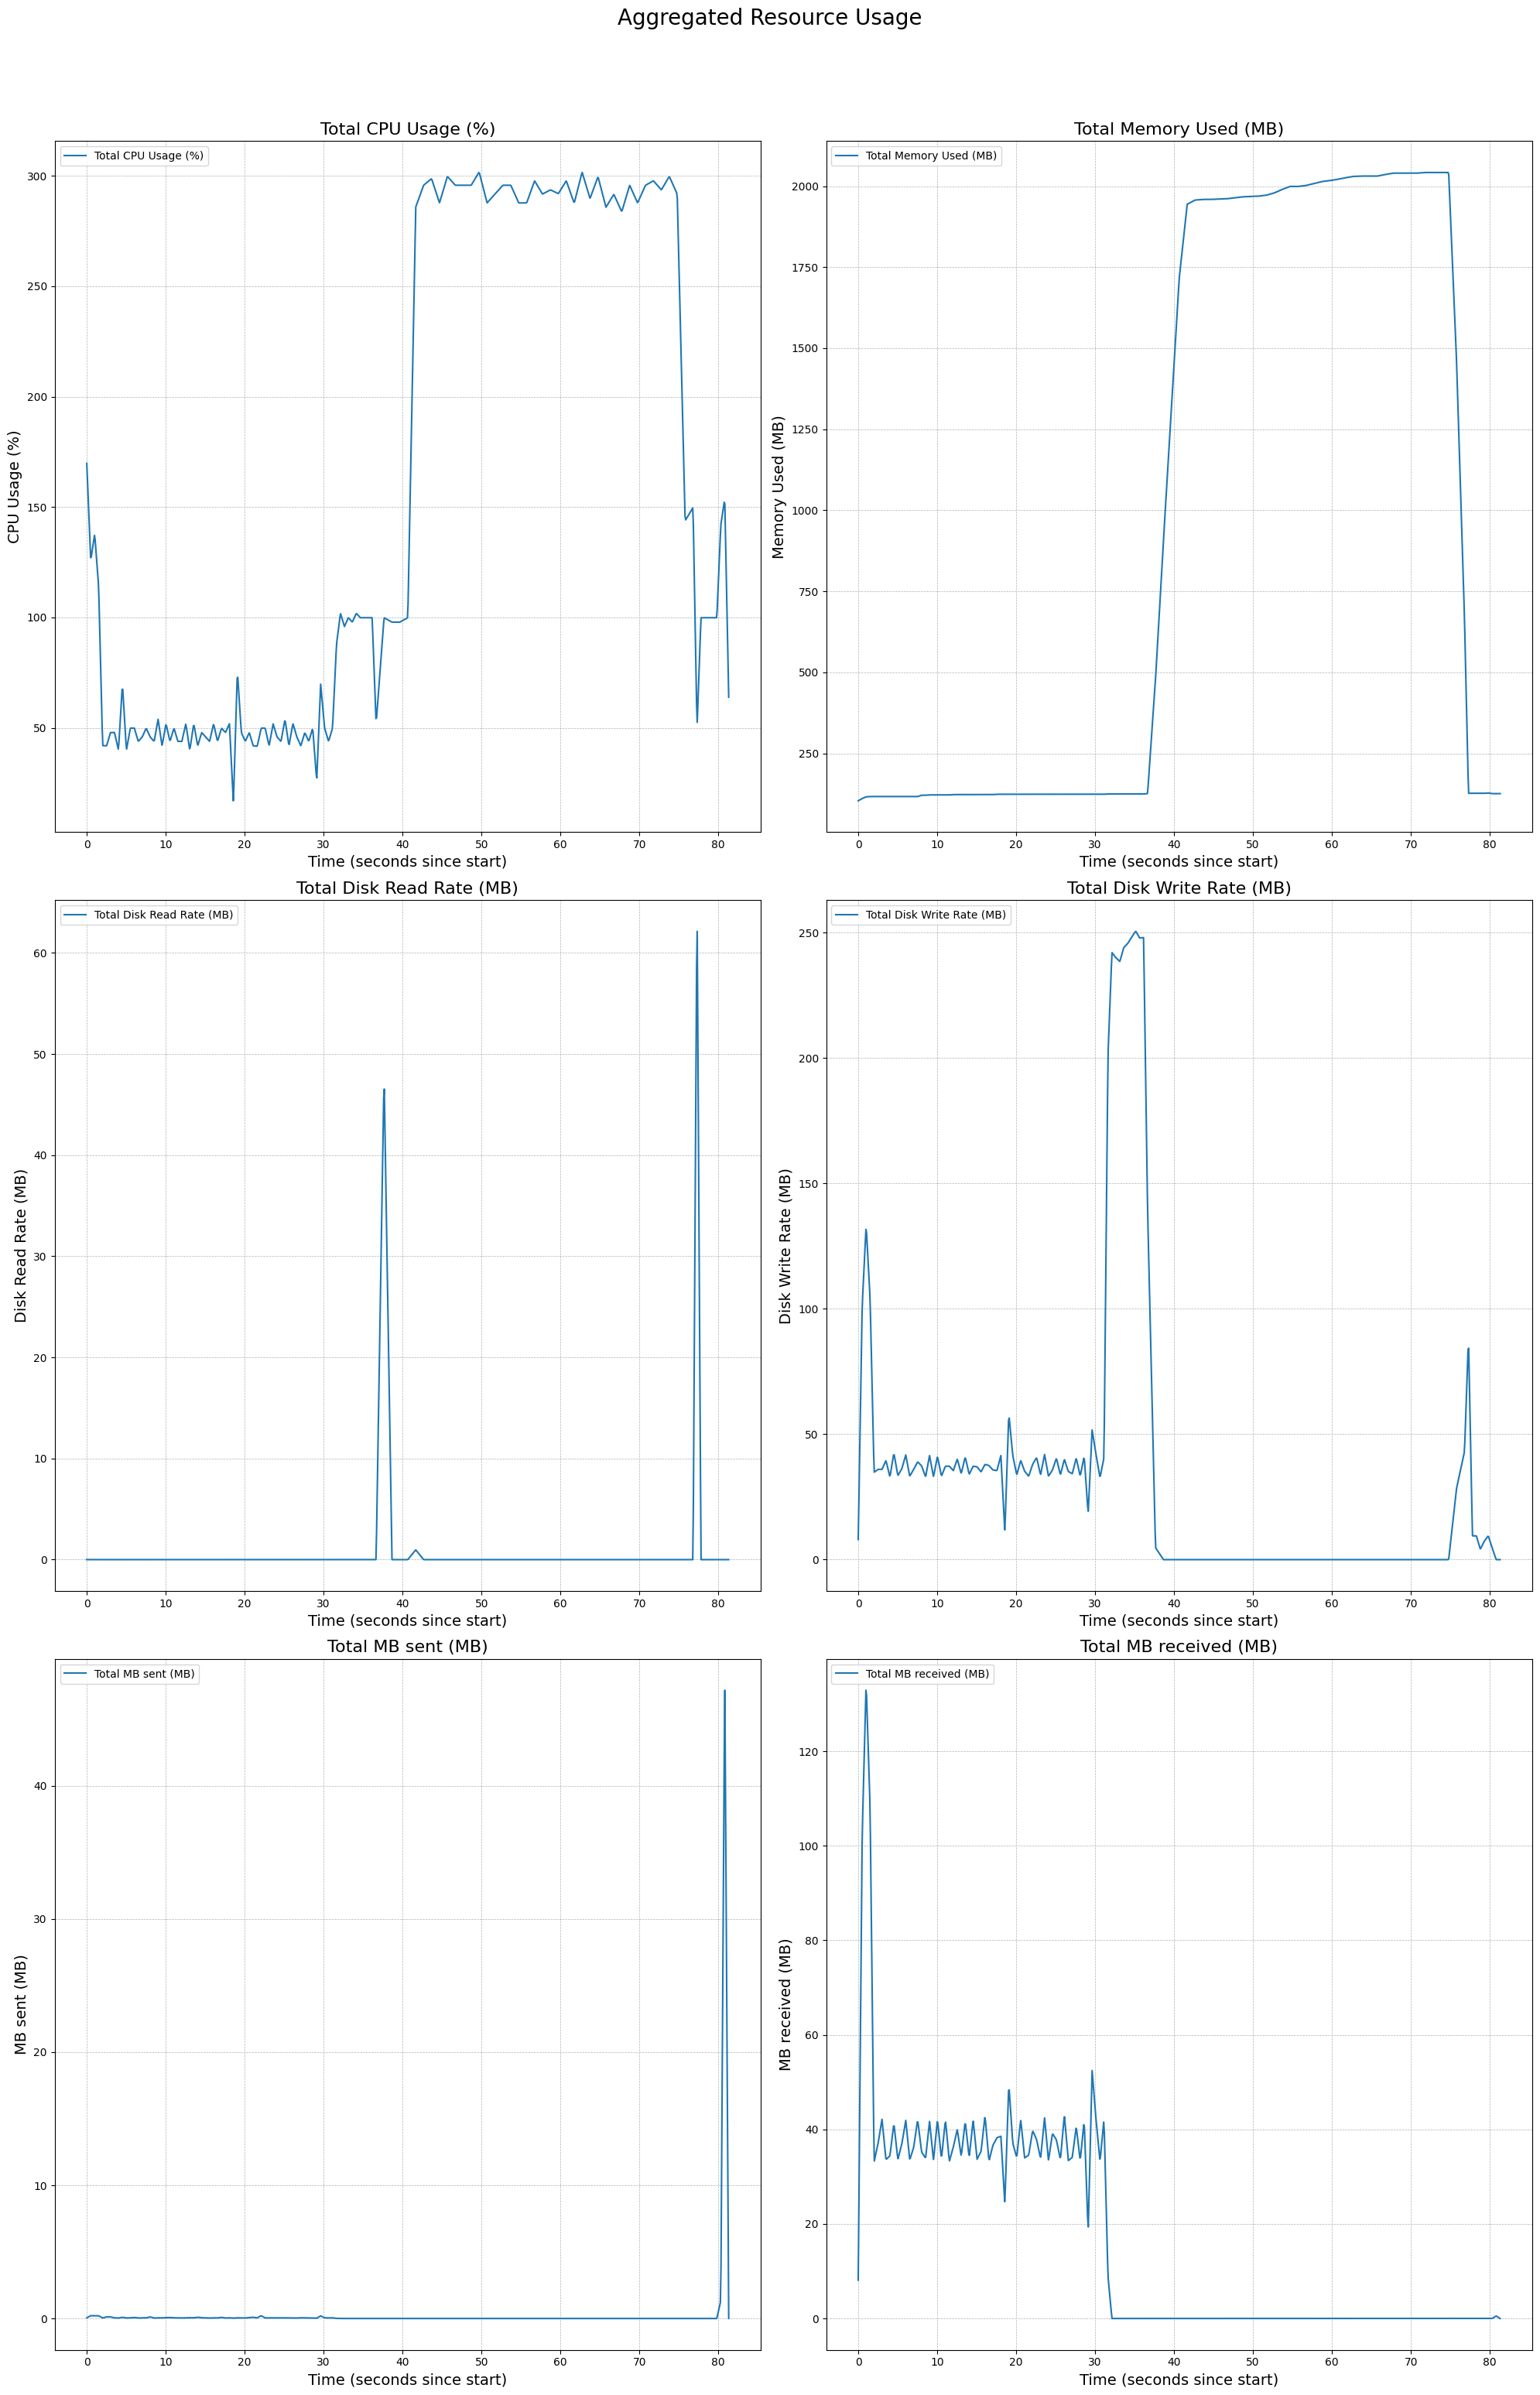 Aggregated Resource Usage
Total CPU Usage (%)
Total CPU Usage (%)
CPU Usage (%)
300
250
200
150
100
50
0 10 20 30 40 50 60 70 80
Time (seconds since start)
Total Memory Used (MB)
Total Memory Used (MB)
Memory Used (MB)
2000
1750
1500
1250
1000
750
500
250
0 10 20 30 40 50 60 70 80
Time (seconds since start)
Total Disk Read Rate (MB)
Total Disk Read Rate (MB)
Disk Read Rate (MB)
60
50
40
30
20
10
0
0 10 20 30 40 50 60 70 80
Time (seconds since start)
Total Disk Write Rate (MB)
Total Disk Write Rate (MB)
Disk Write Rate (MB)
250
200
150
100
50
0
0 10 20 30 40 50 60 70 80
Time (seconds since start)
Total MB sent (MB)
Total MB sent (MB)
MB sent (MB)
40
30
20
10
0
0 10 20 30 40 50 60 70 80
Time (seconds since start)
Total MB received (MB)
Total MB received (MB)
MB received (MB)
120
100
80
60
40
20
0
0 10 20 30 40 50 60 70 80
Time (seconds since start)